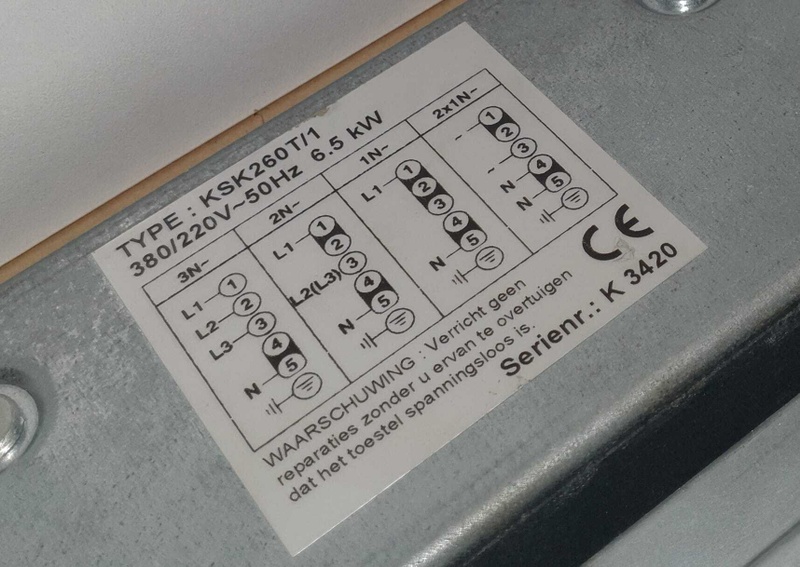 TYPE : KSK260T/1
380/220V~50Hz 6.5 kW
3N~ 2N~ 1N~ 2x1N~
L1 1
L2 2
L3 3
4
N 5
L1 1
2
L2(L3) 3
4
N 5
L1 1
2
3
4
N 5
- 1
2
- 3
N 4
N 5
CE
WAARSCHUWING : Verricht geen
reparaties zonder u ervan te overtuigen
dat het toestel spanningsloos is.
Serienr.: K 3420